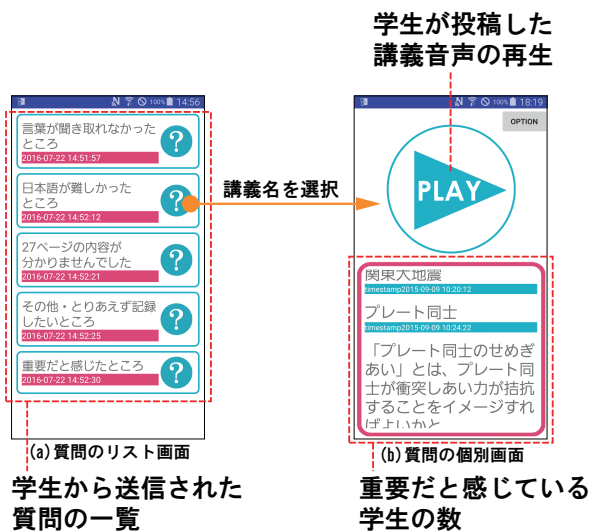 学生が投稿した
講義音声の再生
100% 14:56
言葉が聞き取れなかった
ところ
2016-07-22 14:51:57
?
日本語が難しかった
ところ
2016-07-22 14:52:12
?
27ページの内容が
分かりませんでした
2016-07-22 14:52:21
?
その他・とりあえず記録
したいところ
2016-07-22 14:52:25
?
重要だと感じたところ
2016-07-22 14:52:30
?
(a)質問のリスト画面
学生から送信された
質問の一覧
講義名を選択
100% 18:19
OPTION
PLAY
関東大地震
timestamp2015-09-09 10:20:12
プレート同士
timestamp2015-09-09 10:24:22
「プレート同士のせめぎ
あい」とは、プレート同
士が衝突しあい力が拮抗
することをイメージすれ
ばよいかと
(b)質問の個別画面
重要だと感じている
学生の数